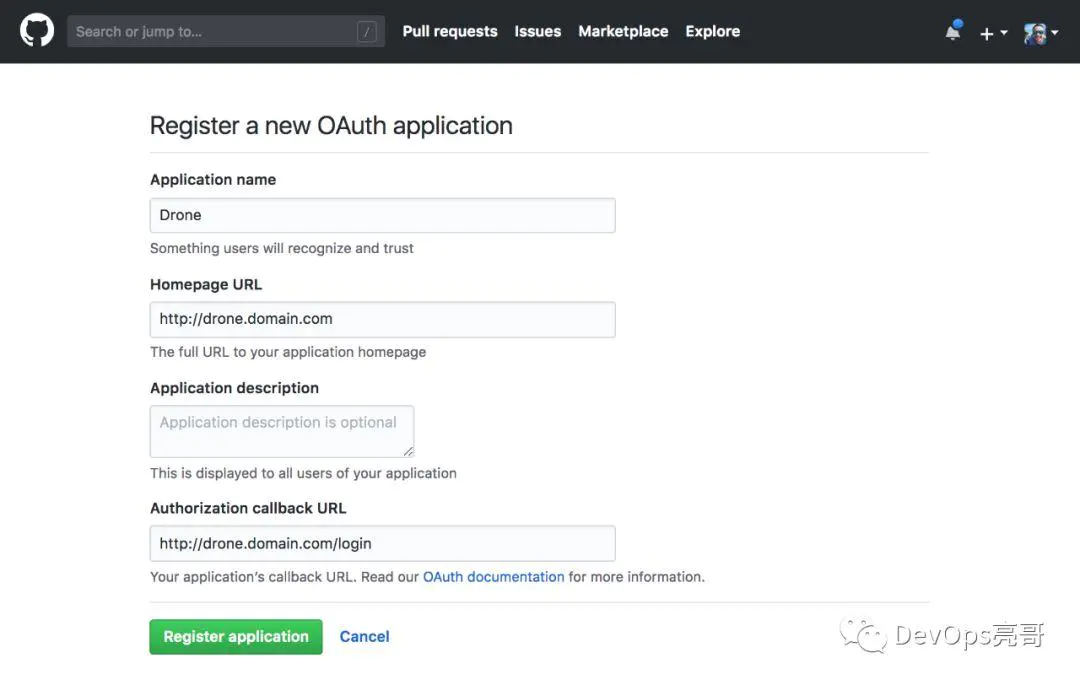 Search or jump to... / Pull requests Issues Marketplace Explore
Register a new OAuth application
Application name
Drone
Something users will recognize and trust
Homepage URL
http://drone.domain.com
The full URL to your application homepage
Application description
Application description is optional
This is displayed to all users of your application
Authorization callback URL
http://drone.domain.com/login
Your application's callback URL. Read our OAuth documentation for more information.
Register application Cancel
DevOps亮哥